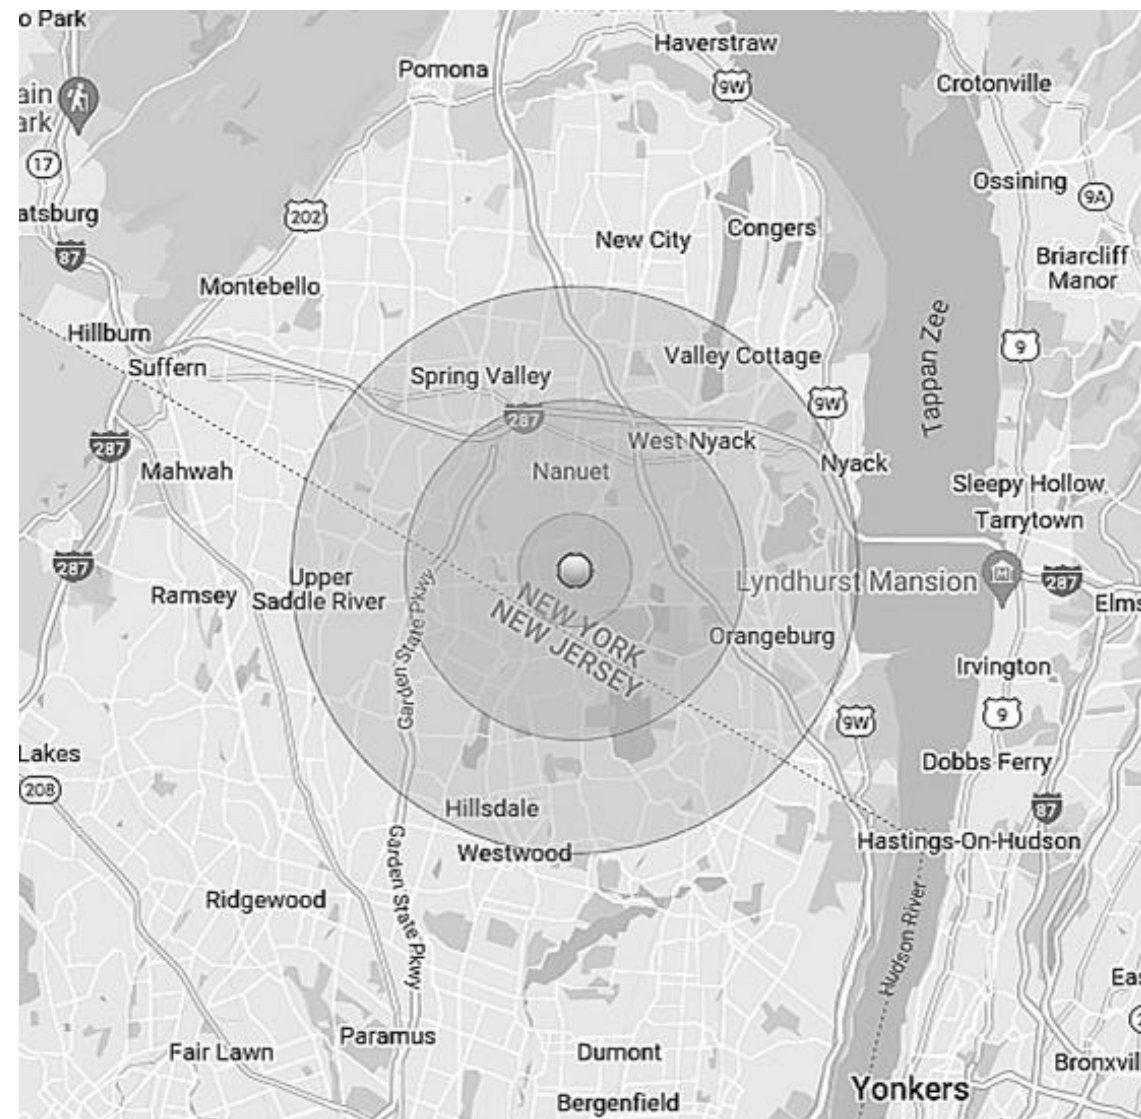 o Park
Haverstraw
Pomona
9W
Crotonville
ain
ark
17
Ossining
9A
atsburg
202
New City
Congers
87
Briarcliff
Manor
Montebello
Tappan Zee
Hillburn
9
Valley Cottage
Suffern
Spring Valley
9W
287
287
West Nyack
Mahwah
Nanuet
Nyack
Sleepy Hollow
Tarrytown
287
Upper
Saddle River
Lyndhurst Mansion
287
Ramsey
Elms
Garden State Pkwy
NEW YORK
NEW JERSEY
Orangeburg
Irvington
9W
9
Lakes
Dobbs Ferry
208
Hillsdale
87
Westwood
Hastings-On-Hudson
Garden State Pkwy
Ridgewood
Hudson River
Eas
Paramus
Fair Lawn
Dumont
Bronxvil
Yonkers
Bergenfield